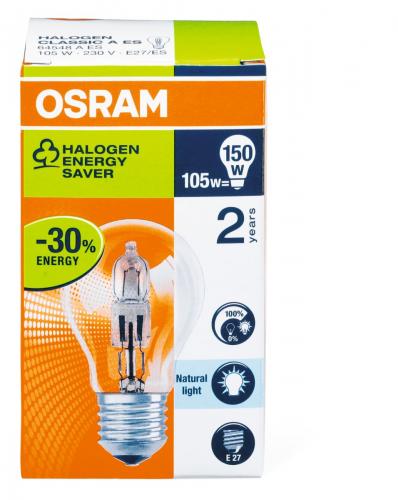 HALOGEN
CLASSIC A ES
64548 A ES
105 W · 230 V · E27/ES
OSRAM
HALOGEN
ENERGY
SAVER
105W=
150
W
2
years
-30%
ENERGY
100%
0%
Natural
light
E 27